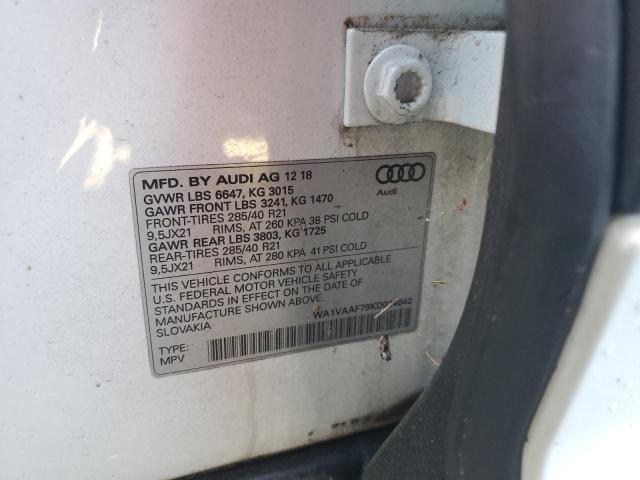 MFD. BY AUDI AG 12 18
GVWR LBS 6647, KG 3015
GAWR FRONT LBS 3241, KG 1470
FRONT-TIRES 285/40 R21
9,5JX21 RIMS, AT 260 KPA 38 PSI COLD
GAWR REAR LBS 3803, KG 1725
REAR-TIRES 285/40 R21
9,5JX21 RIMS, AT 280 KPA 41 PSI COLD
Audi
THIS VEHICLE CONFORMS TO ALL APPLICABLE
U.S. FEDERAL MOTOR VEHICLE SAFETY
STANDARDS IN EFFECT ON THE DATE OF
MANUFACTURE SHOWN ABOVE.
SLOVAKIA
TYPE:
MPV